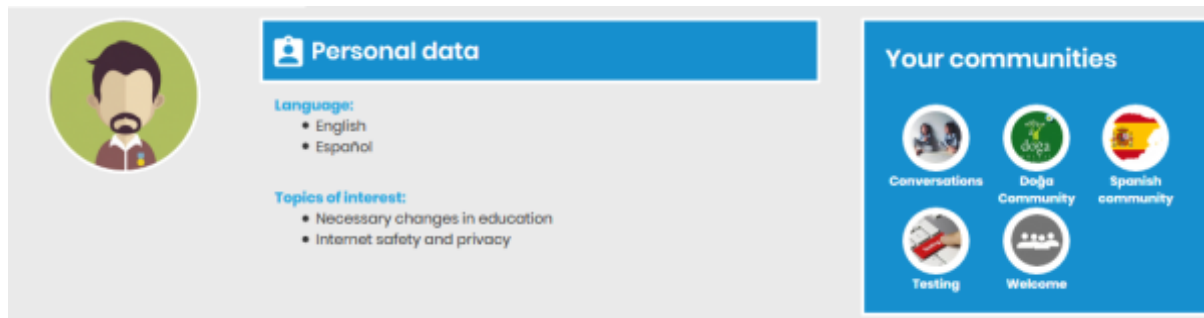 Personal data
Language:
English
Español
Topics of interest:
Necessary changes in education
Internet safety and privacy
Your communities
doğa
Conversations
Doğa
Community
Spanish
community
Testing
Welcome